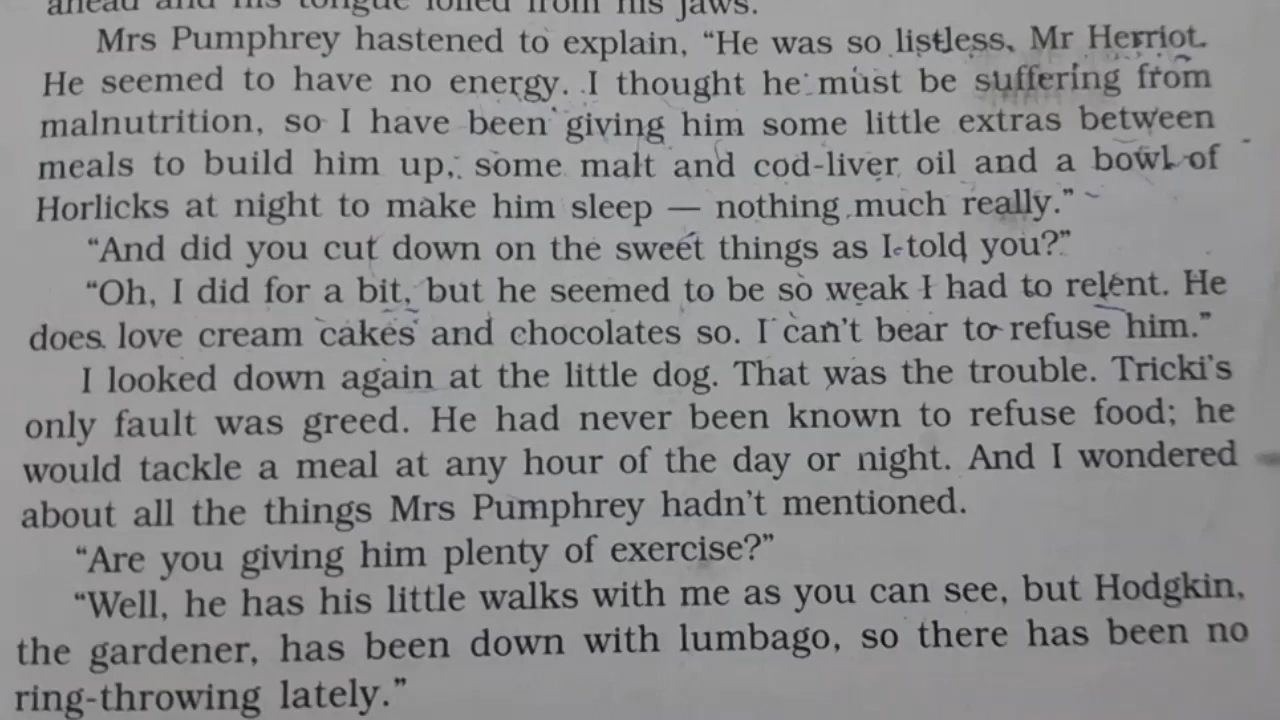 ahead and his tongue lolled from his jaws.
Mrs Pumphrey hastened to explain, “He was so listless, Mr Herriot.
He seemed to have no energy. I thought he must be suffering from
malnutrition, so I have been giving him some little extras between
meals to build him up, some malt and cod-liver oil and a bowl of
Horlicks at night to make him sleep — nothing much really.”
“And did you cut down on the sweet things as I told you?”
“Oh, I did for a bit, but he seemed to be so weak I had to relent. He
does love cream cakes and chocolates so. I can't bear to refuse him.”
I looked down again at the little dog. That was the trouble. Tricki's
only fault was greed. He had never been known to refuse food; he
would tackle a meal at any hour of the day or night. And I wondered
about all the things Mrs Pumphrey hadn't mentioned.
“Are you giving him plenty of exercise?”
“Well, he has his little walks with me as you can see, but Hodgkin,
the gardener, has been down with lumbago, so there has been no
ring-throwing lately.”